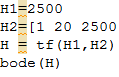 H1=2500
H2=[1 20 2500
H = tf(H1,H2)
bode(H)